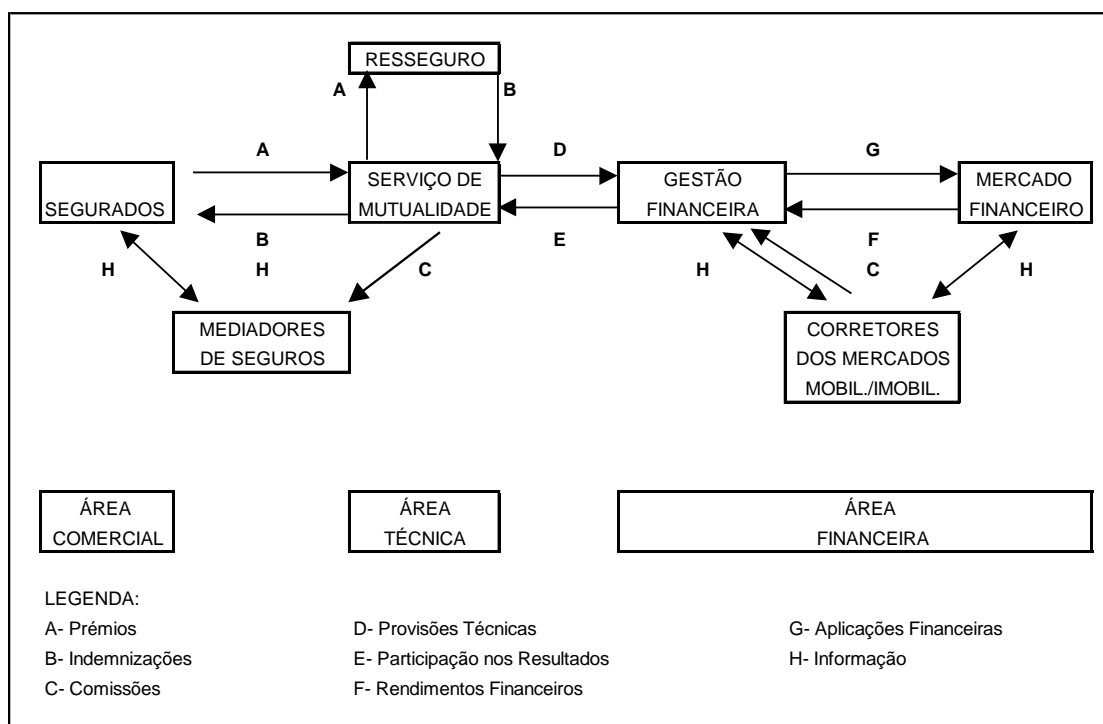 RESSEGURO
A
B
A
D
G
SEGURADOS
SERVIÇO DE
MUTUALIDADE
GESTÃO
FINANCEIRA
MERCADO
FINANCEIRO
B
H
E
F
C
H
C
H
H
MEDIADORES
DE SEGUROS
CORRETORES
DOS MERCADOS
MOBIL./IMOBIL.
ÁREA
COMERCIAL
ÁREA
TÉCNICA
ÁREA
FINANCEIRA
LEGENDA:
A- Prémios
D- Provisões Técnicas
G- Aplicações Financeiras
B- Indemnizações
E- Participação nos Resultados
H- Informação
C- Comissões
F- Rendimentos Financeiros